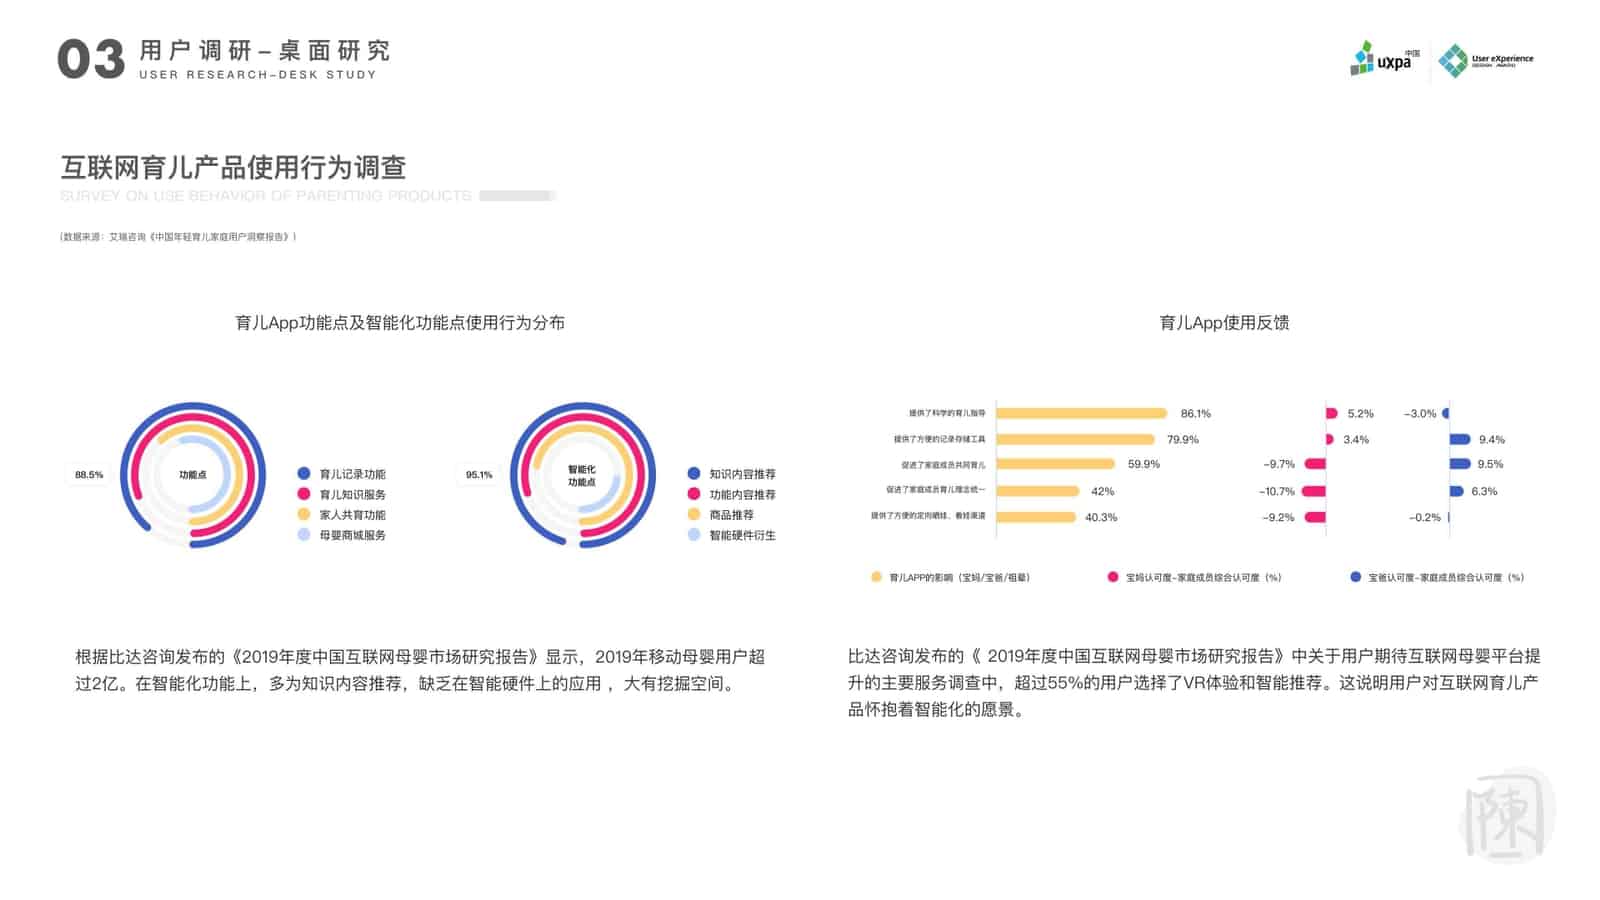 03
用户调研-桌面研究
USER RESEARCH-DESK STUDY
uxpa 中国
User eXperience
DESIGN AWARD
互联网育儿产品使用行为调查
SURVEY ON USE BEHAVIOR OF PARENTING PRODUCTS
(数据来源：艾瑞咨询《中国年轻育儿家庭用户洞察报告》)
育儿App功能点及智能化功能点使用行为分布
88.5%
功能点
育儿记录功能
育儿知识服务
家人共育功能
母婴商城服务
95.1%
智能化
功能点
知识内容推荐
功能内容推荐
商品推荐
智能硬件衍生
育儿App使用反馈
提供了科学的育儿指导 86.1% 5.2% -3.0%
提供了方便的记录存储工具 79.9% 3.4% 9.4%
促进了家庭成员共同育儿 59.9% -9.7% 9.5%
促进了家庭成员育儿理念统一 42% -10.7% 6.3%
提供了方便的定向晒娃、看娃渠道 40.3% -9.2% -0.2%
育儿APP的影响（宝妈/宝爸/祖辈） 宝妈认可度-家庭成员综合认可度（%） 宝爸认可度-家庭成员综合认可度（%）
根据比达咨询发布的《2019年度中国互联网母婴市场研究报告》显示，2019年移动母婴用户超
过2亿。在智能化功能上，多为知识内容推荐，缺乏在智能硬件上的应用 ，大有挖掘空间。
比达咨询发布的《 2019年度中国互联网母婴市场研究报告》中关于用户期待互联网母婴平台提
升的主要服务调查中，超过55%的用户选择了VR体验和智能推荐。这说明用户对互联网育儿产
品怀抱着智能化的愿景。
陳